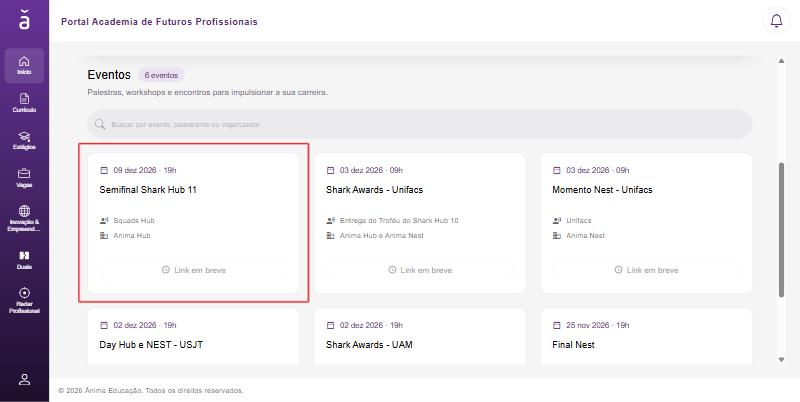 ă
Portal Academia de Futuros Profissionais
Início
Currículo
Estágios
Vagas
Inovação &
Empreend...
Duals
Radar
Profissional
Eventos 6 eventos
Palestras, workshops e encontros para impulsionar a sua carreira.
Buscar por evento, palestrante ou organizador
09 dez 2026 · 19h
Semifinal Shark Hub 11
Squads Hub
Anima Hub
Link em breve
03 dez 2026 · 09h
Shark Awards - Unifacs
Entrega do Troféu do Shark Hub 10
Anima Hub e Anima Nest
Link em breve
03 dez 2026 · 09h
Momento Nest - Unifacs
Unifacs
Anima Nest
Link em breve
02 dez 2026 · 19h
Day Hub e NEST - USJT
02 dez 2026 · 19h
Shark Awards - UAM
25 nov 2026 · 19h
Final Nest
© 2026 Ânima Educação. Todos os direitos reservados.